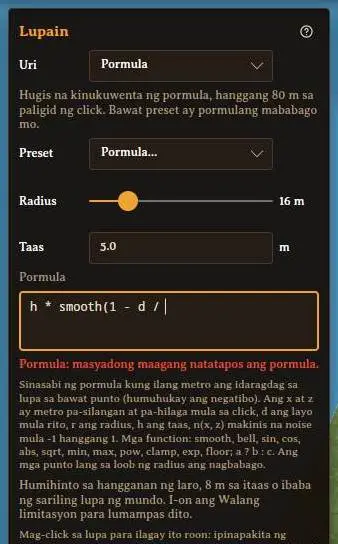 Lupain
Uri
Pormula
Hugis na kinukuwenta ng pormula, hanggang 80 m sa
paligid ng click. Bawat preset ay pormulang mababago
mo.
Preset
Pormula...
Radius
16 m
Taas
5.0
m
Pormula
h * smooth(1 - d /
Pormula: masyadong maagang natatapos ang pormula.
Sinasabi ng pormula kung ilang metro ang idaragdag sa
lupa sa bawat punto (humuhukay ang negatibo). Ang x at z
ay metro pa-silangan at pa-hilaga mula sa click, d ang layo
mula rito, r ang radius, h ang taas, n(x, z) makinis na noise
mula -1 hanggang 1. Mga function: smooth, bell, sin, cos,
abs, sqrt, min, max, pow, clamp, exp, floor; a ? b : c. Ang
mga punto lang sa loob ng radius ang nagbabago.
Humihinto sa hangganan ng laro, 8 m sa itaas o ibaba
ng sariling lupa ng mundo. I-on ang Walang
limitasyon para lumampas dito.
Mag-click sa lupa para ilagay ito roon: ipinapakita ng